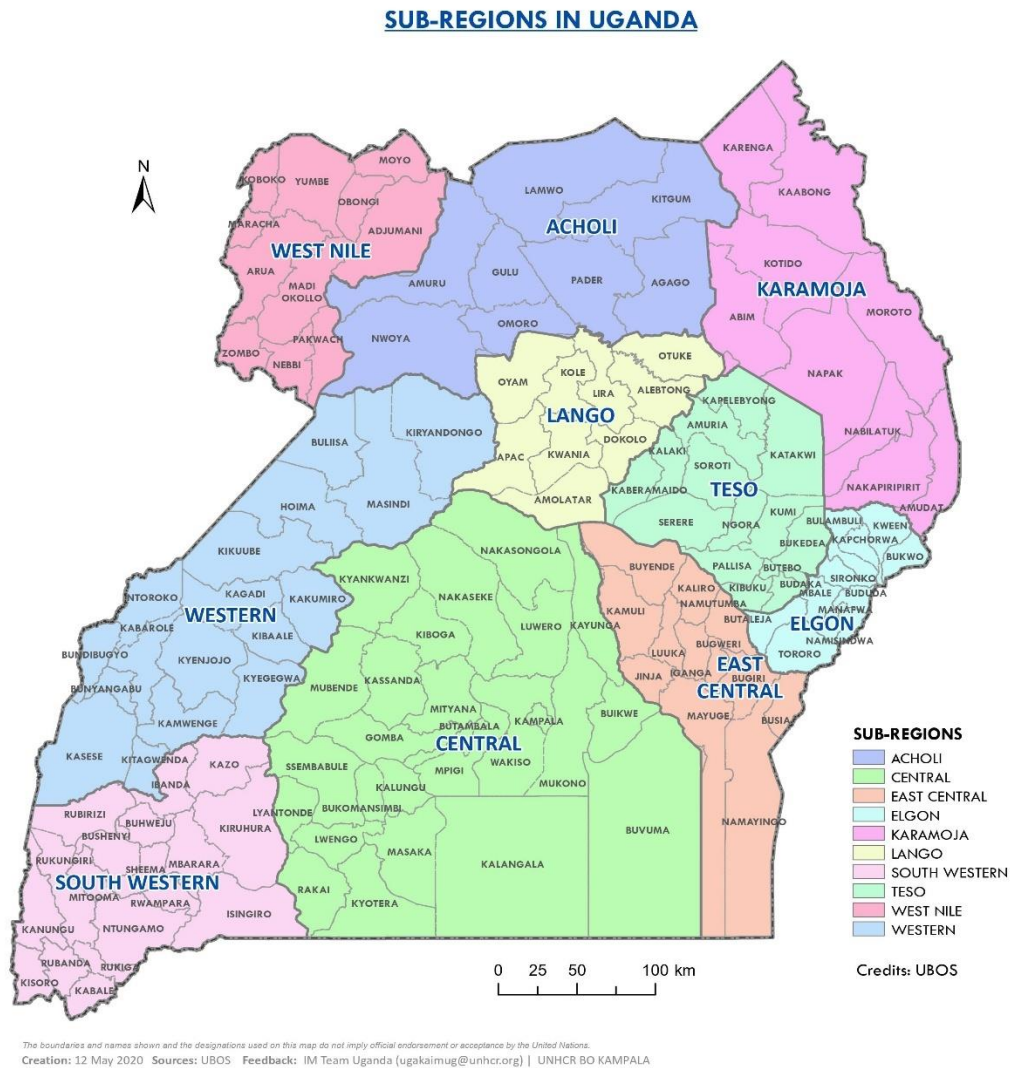 SUB-REGIONS IN UGANDA
N
KARENGA
MOYO
KOBOKO
YUMBE
KAABONG
LAMWO
KITGUM
OBONGI
MARACHA
ADJUMANI
ACHOLI
WEST NILE
KOTIDO
ARUA
GULU
PADER
AGAGO
AMURU
MADI
OKOLLO
KARAMOJA
MOROTO
ABIM
OMORO
NWOYA
PAKWACH
ZOMBO
NEBBI
OTUKE
KOLE
OYAM
LIRA
ALEBTONG
NAPAK
KAPELEBYONG
LANGO
AMURIA
KIRYANDONGO
BULIISA
DOKOLO
NABILATUK
KALAKI
KATAKWI
APAC
KWANIA
SOROTI
TESO
NAKAPIRIPIRIT
KABERAMAIDO
AMOLATAR
MASINDI
HOIMA
AMUDAT
KUMI
SERERE
NGORA
BULAMBULI
KWEEN
KAPCHORWA
BUKEDEA
BUKWO
KIKUUBE
NAKASONGOLA
BUYENDE
PALLISA
BUTEBO
SIRONKO
KYANKWANZI
BUDAKA
KIBUKU
MBALE
BUDUDA
NTOROKO
KAGADI
KAKUMIRO
NAKASEKE
KALIRO
NAMUTUMBA
MANAFWA
WESTERN
KAMULI
BUTALEJA
ELGON
KABAROLE
LUWERO
KAYUNGA
KIBOGA
KIBAALE
NAMISINDWA
BUNDIBUGYO
KYENJOJO
BUGWERI
LUUKA
TORORO
EAST
CENTRAL
IGANGA
JINJA
BUGIRI
KYEGEGWA
KASSANDA
MUBENDE
BUNYANGABU
MITYANA
KAMPALA
BUIKWE
MAYUGE
BUSIA
KAMWENGE
BUTAMBALA
GOMBA
CENTRAL
KASESE
KITAGWENDA
KAZO
SSEMBABULE
MPIGI
WAKISO
IBANDA
KALUNGU
MUKONO
RUBIRIZI
BUHWEJU
LYANTONDE
BUKOMANSIMBI
KIRUHURA
BUSHENYI
LWENGO
BUVUMA
NAMAYINGO
RUKUNGIRI
MASAKA
MBARARA
SHEEMA
KALANGALA
SOUTH WESTERN
RAKAI
MITOOMA
RWAMPARA
KYOTERA
ISINGIRO
KANUNGU
NTUNGAMO
RUBANDA
RUKIGA
KISORO
KABALE
SUB-REGIONS
ACHOLI
CENTRAL
EAST CENTRAL
ELGON
KARAMOJA
LANGO
SOUTH WESTERN
TESO
WEST NILE
WESTERN
Credits: UBOS
0 25 50 100 km
The boundaries and names shown and the designations used on this map do not imply official endorsement or acceptance by the United Nations.
Creation: 12 May 2020 Sources: UBOS Feedback: IM Team Uganda (ugakaimug@unhcr.org) | UNHCR BO KAMPALA